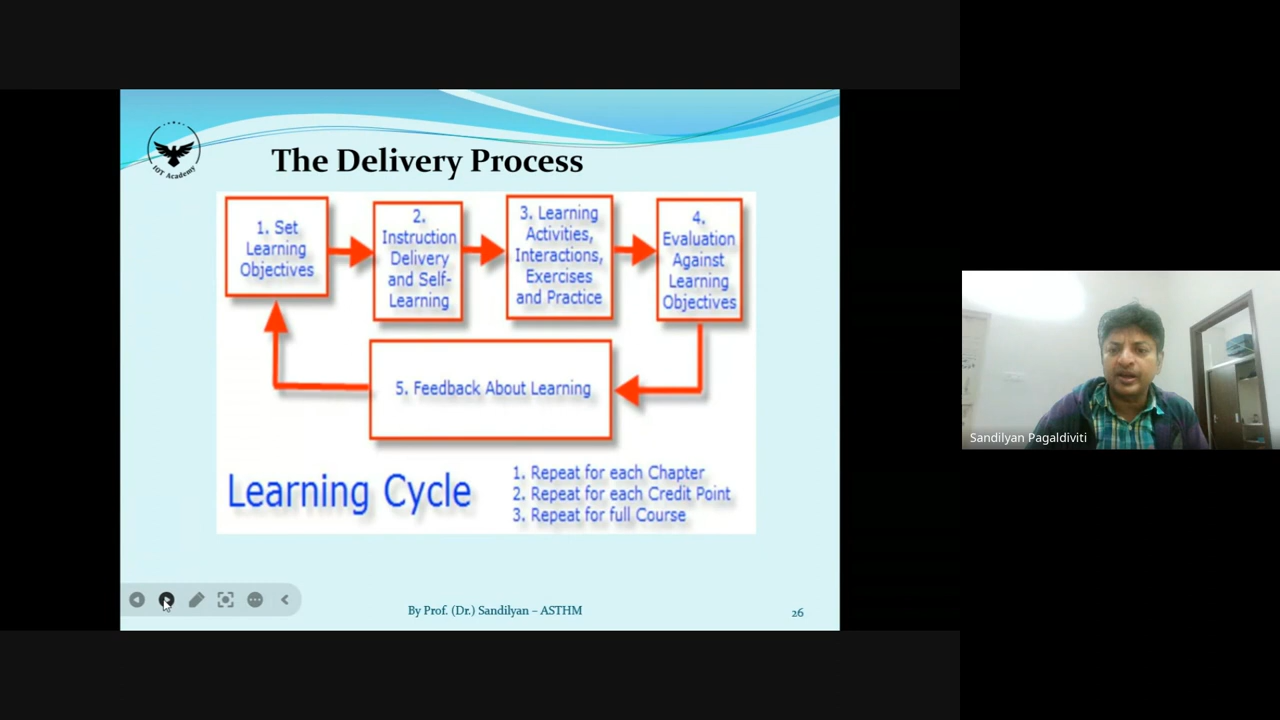 IOT Academy
The Delivery Process
1. Set
Learning
Objectives
2.
Instruction
Delivery
and Self-
Learning
3. Learning
Activities,
Interactions,
Exercises
and Practice
4.
Evaluation
Against
Learning
Objectives
5. Feedback About Learning
Learning Cycle
1. Repeat for each Chapter
2. Repeat for each Credit Point
3. Repeat for full Course
By Prof. (Dr.) Sandilyan – ASTHM
26
Sandilyan Pagaldiviti